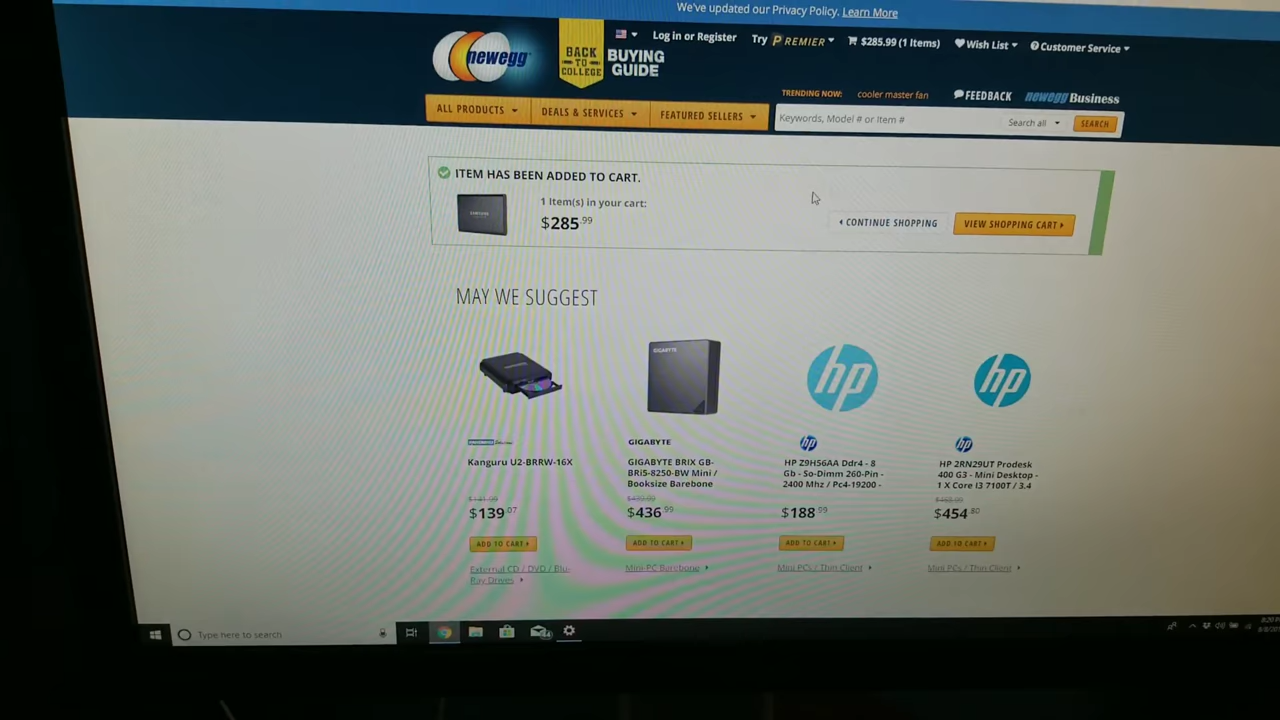 We've updated our Privacy Policy. Learn More
newegg
BACK
TO
COLLEGE
BUYING
GUIDE
Log in or Register
Try PREMIER
$285.99 (1 Items)
Wish List
Customer Service
TRENDING NOW: cooler master fan
FEEDBACK
newegg Business
ALL PRODUCTS
DEALS & SERVICES
FEATURED SELLERS
Keywords, Model # or Item #
Search all
SEARCH
ITEM HAS BEEN ADDED TO CART.
SAMSUNG
1 Item(s) in your cart:
$285.99
CONTINUE SHOPPING
VIEW SHOPPING CART
MAY WE SUGGEST
GIGABYTE
hp
hp
GIGABYTE
hp
hp
Kanguru U2-BRRW-16X
$139.07
ADD TO CART
External CD / DVD / Blu-
Ray Drives
GIGABYTE BRIX GB-
BRi5-8250-BW Mini /
Booksize Barebone
$436.99
ADD TO CART
Mini PC Barebone
HP Z9H56AA Ddr4 - 8
Gb - So-Dimm 260-Pin -
2400 Mhz / Pc4-19200 -
$188.99
ADD TO CART
Mini PCs / Thin Client
HP 2RN29UT Prodesk
400 G3 - Mini Desktop -
1 X Core I3 7100T / 3.4
$454.80
ADD TO CART
Mini PCs / Thin Client
Type here to search